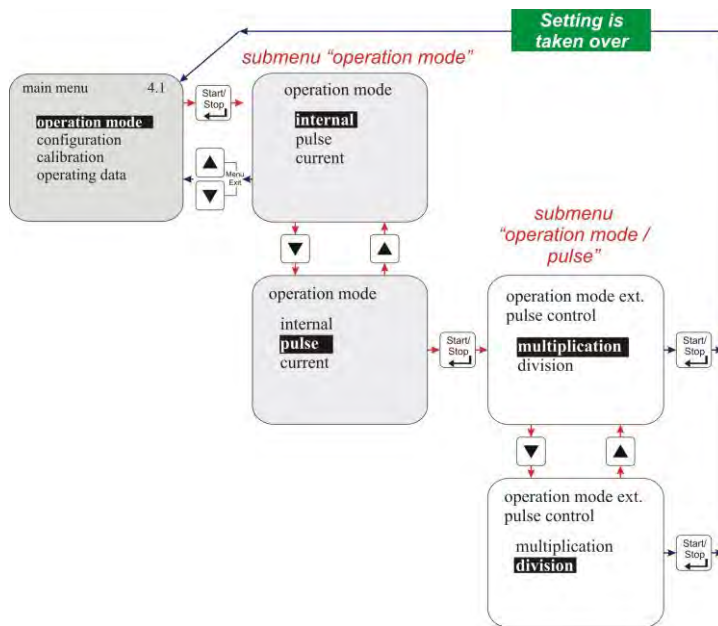 Setting is
taken over
submenu "operation mode"
main menu 4.1
operation mode
configuration
calibration
operating data
Start/
Stop
Menu
Exit
operation mode
internal
pulse
current
operation mode
internal
pulse
current
Start/
Stop
submenu
"operation mode /
pulse"
operation mode ext.
pulse control
multiplication
division
Start/
Stop
operation mode ext.
pulse control
multiplication
division
Start/
Stop